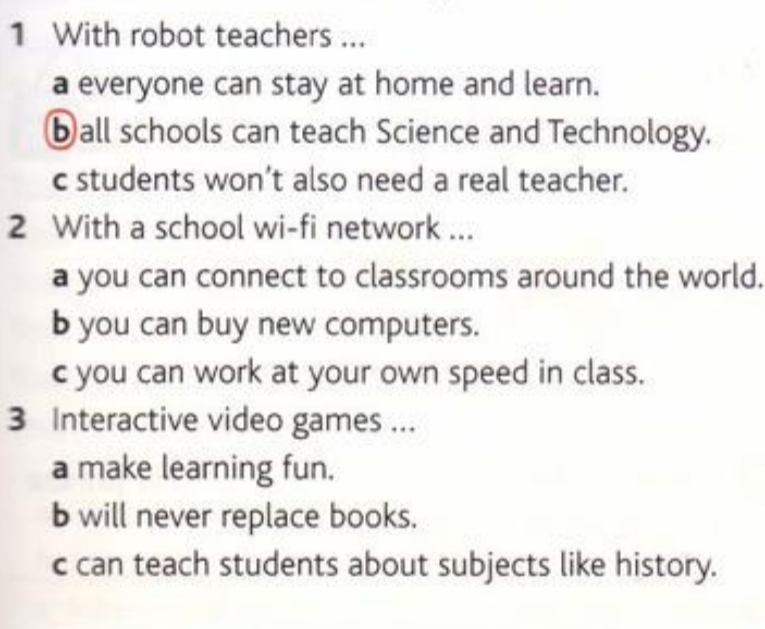 1 With robot teachers ...
a everyone can stay at home and learn.
b all schools can teach Science and Technology.
c students won't also need a real teacher.
2 With a school wi-fi network ...
a you can connect to classrooms around the world.
b you can buy new computers.
c you can work at your own speed in class.
3 Interactive video games ...
a make learning fun.
b will never replace books.
c can teach students about subjects like history.